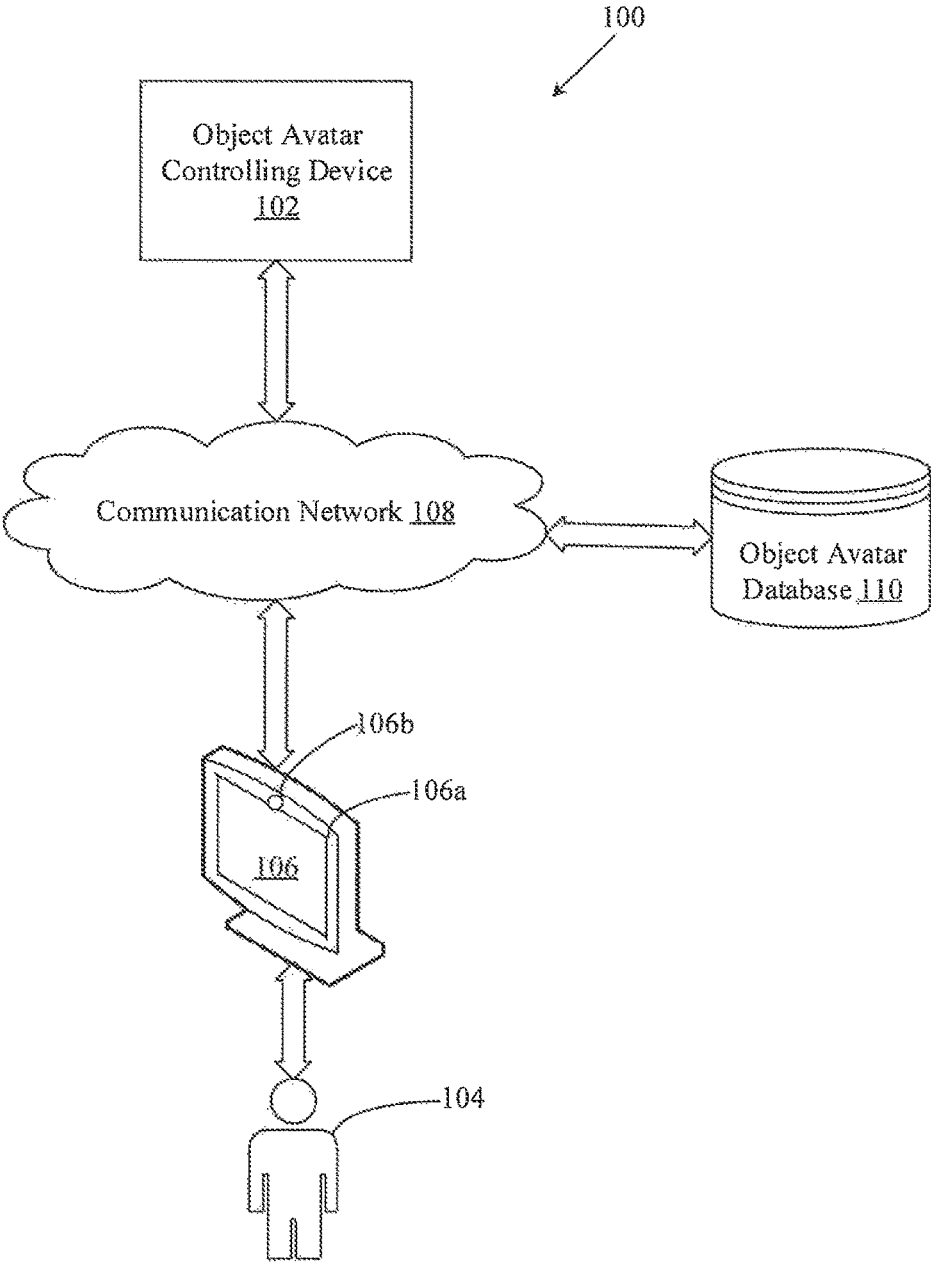 100
Object Avatar
Controlling Device
102
Communication Network 108
Object Avatar
Database 110
106b
106a
106
104